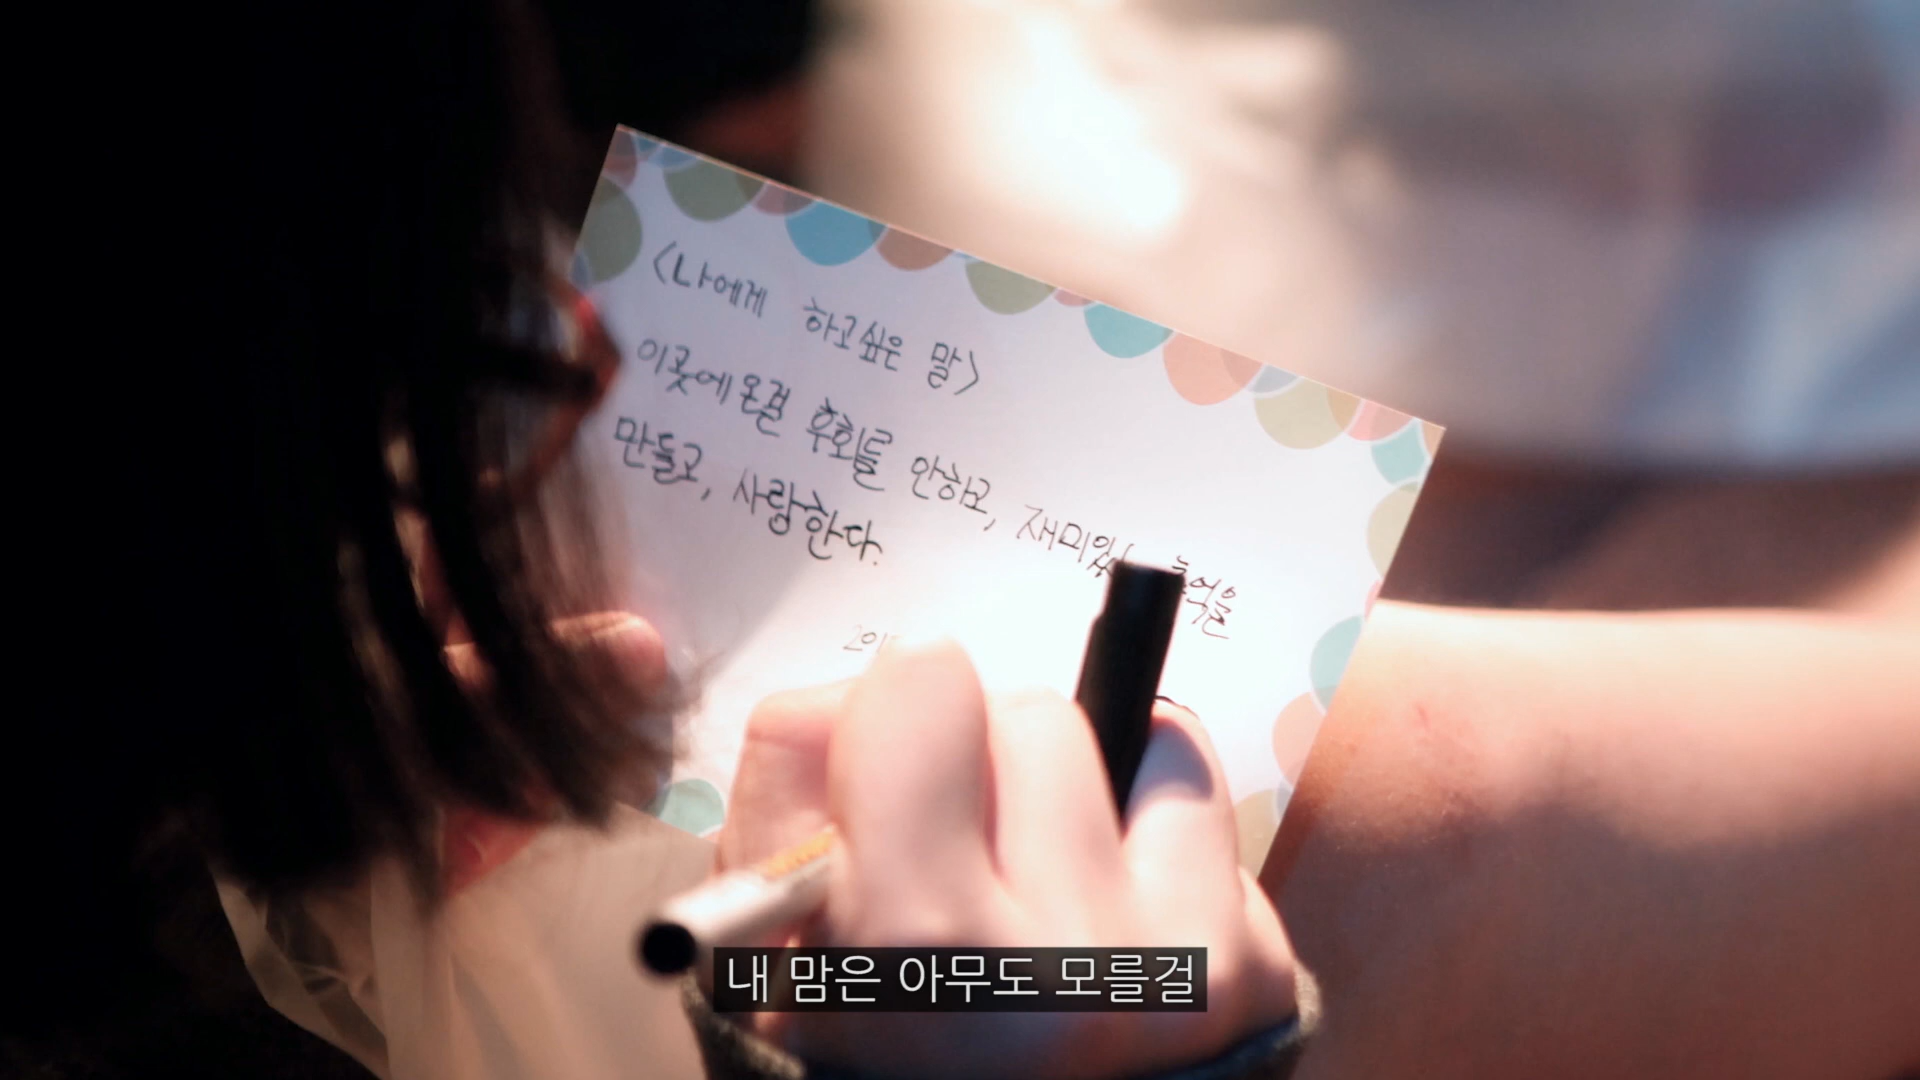 <나에게 하고싶은 말>
이곳에 온걸 후회를 안하고, 재미있는 추억을
만들고, 사랑한다.
201
내 맘은 아무도 모를걸